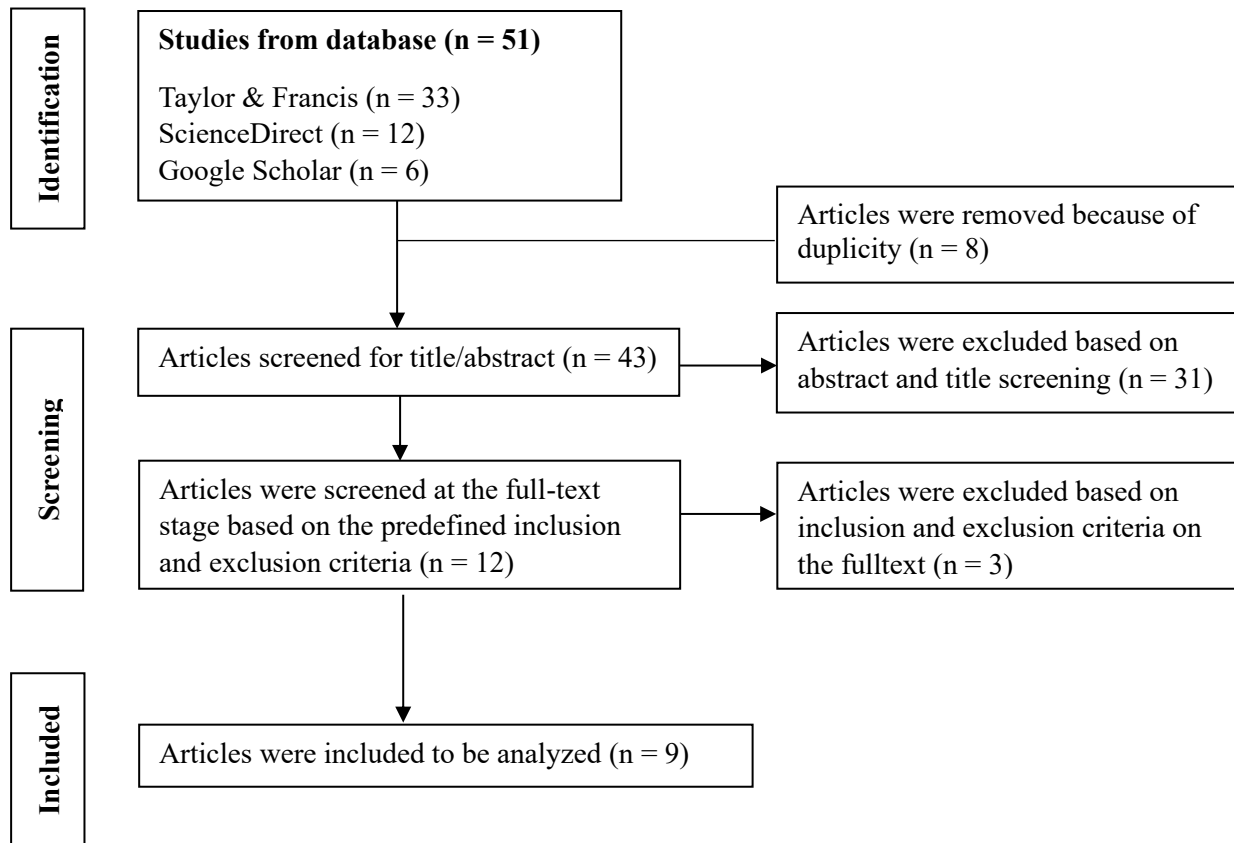 Identification
Studies from database (n = 51)
Taylor & Francis (n = 33)
ScienceDirect (n = 12)
Google Scholar (n = 6)
Articles were removed because of
duplicity (n = 8)
Screening
Articles screened for title/abstract (n = 43)
Articles were excluded based on
abstract and title screening (n = 31)
Articles were screened at the full-text
stage based on the predefined inclusion
and exclusion criteria (n = 12)
Articles were excluded based on
inclusion and exclusion criteria on
the fulltext (n = 3)
Included
Articles were included to be analyzed (n = 9)